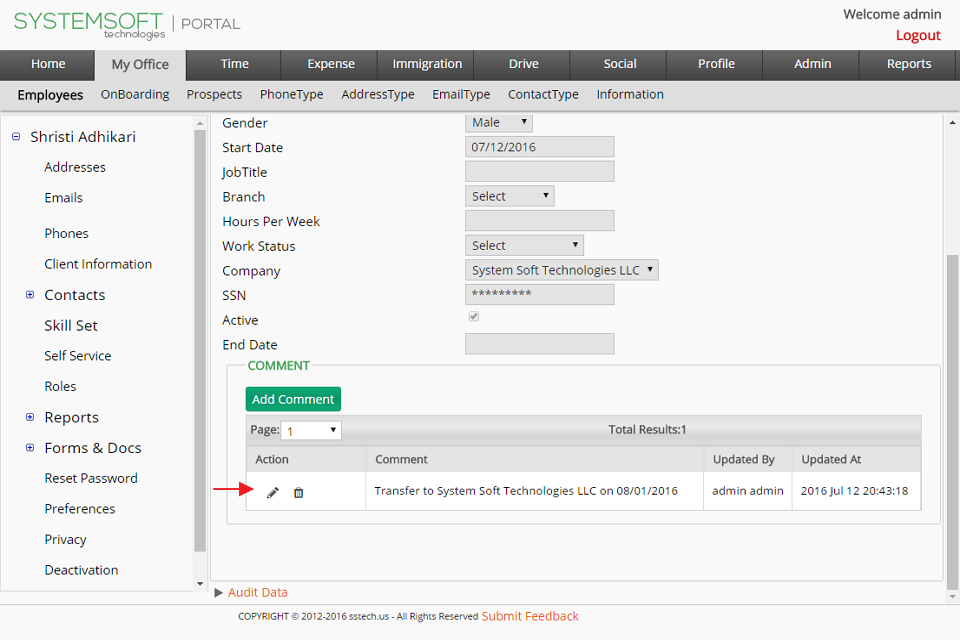 SYSTEMSOFT technologies | PORTAL
Welcome admin
Logout
Home My Office Time Expense Immigration Drive Social Profile Admin Reports
Employees OnBoarding Prospects PhoneType AddressType EmailType ContactType Information
Shristi Adhikari
Addresses
Emails
Phones
Client Information
Contacts
Skill Set
Self Service
Roles
Reports
Forms & Docs
Reset Password
Preferences
Privacy
Deactivation
Gender Male
Start Date 07/12/2016
JobTitle
Branch Select
Hours Per Week
Work Status Select
Company System Soft Technologies LLC
SSN *********
Active
End Date
COMMENT
Add Comment
Page: 1 Total Results:1
Action Comment Updated By Updated At
Transfer to System Soft Technologies LLC on 08/01/2016 admin admin 2016 Jul 12 20:43:18
Audit Data
COPYRIGHT © 2012-2016 sstech.us - All Rights Reserved Submit Feedback